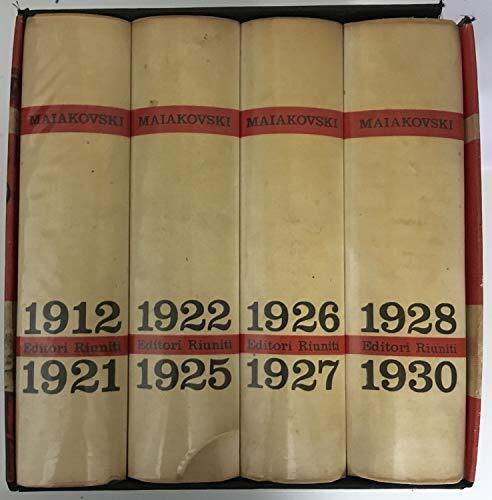 MAIAKOVSKI
1912
Editori Riuniti
1921
MAIAKOVSKI
1922
Editori Riuniti
1925
MAIAKOVSKI
1926
Editori Riuniti
1927
MAIAKOVSKI
1928
Editori Riuniti
1930